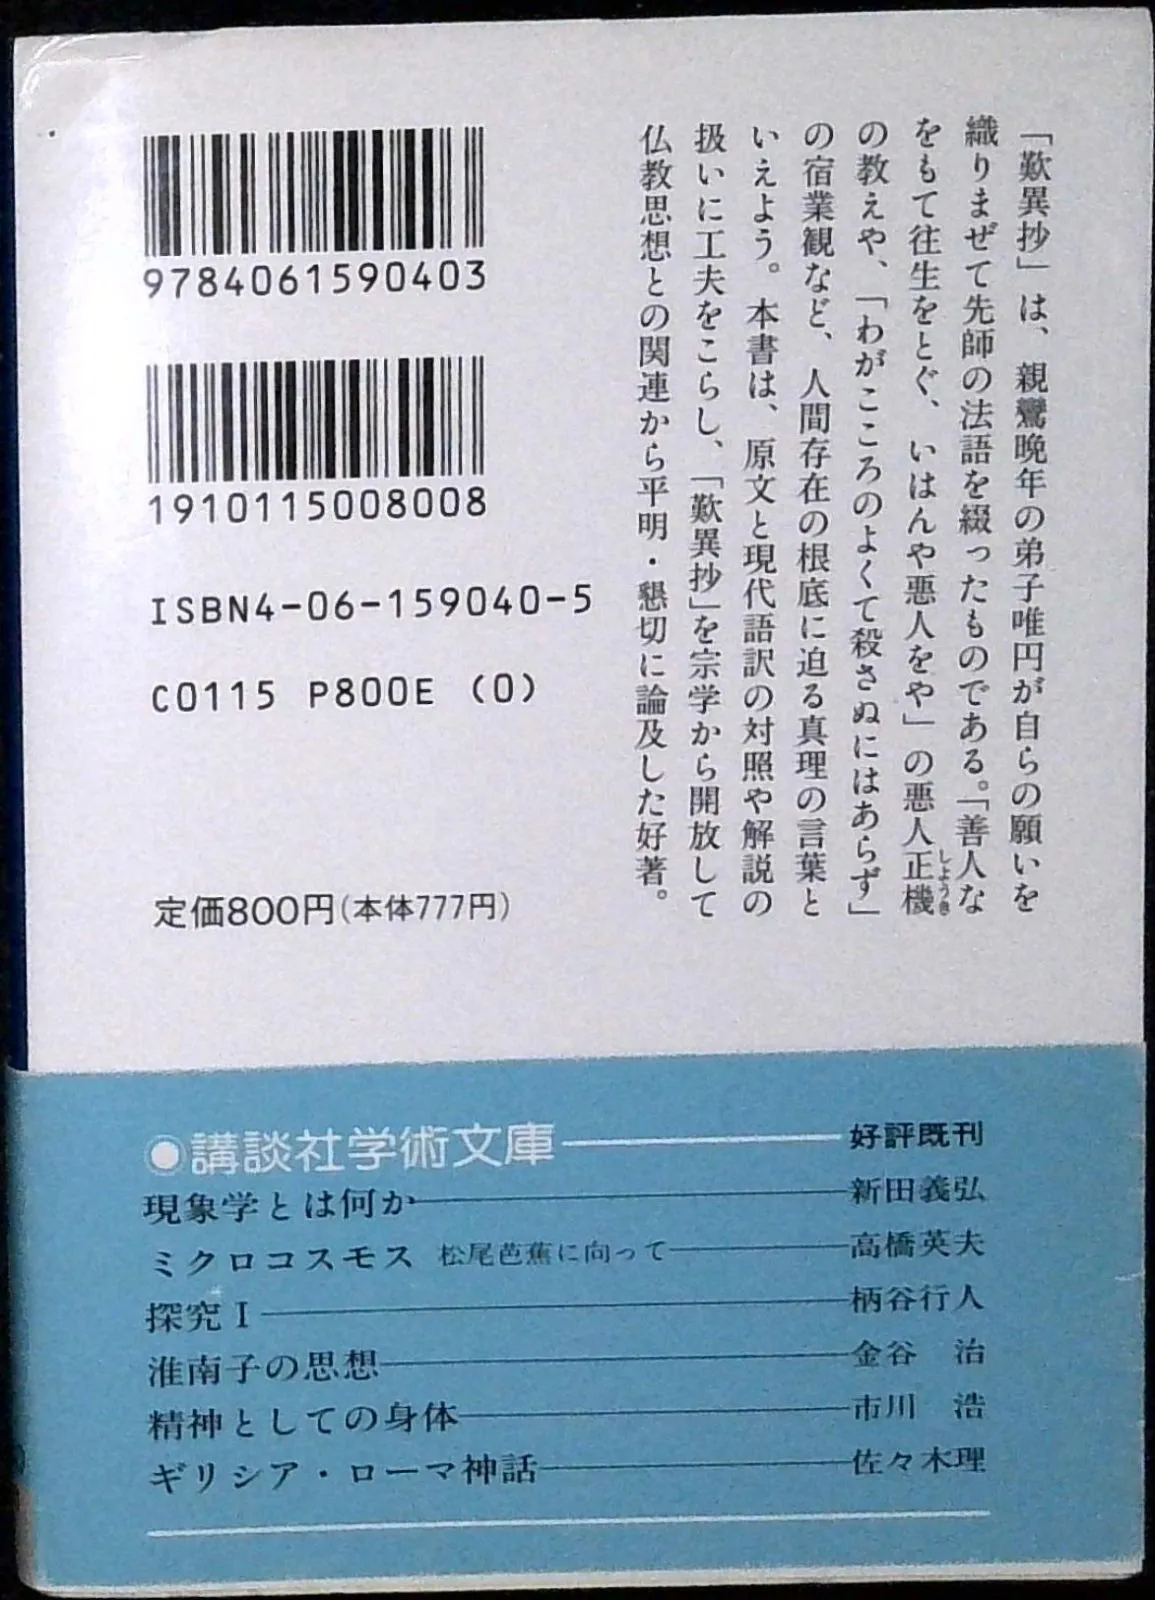 「歎異抄」は、親鸞晩年の弟子唯円が自らの願いを
織りまぜて先師の法語を綴ったものである。「善人な
をもて往生をとぐ、いはんや悪人をや」の悪人正機
しようき
の教えや、「わがこころのよくて殺さぬにはあらず」
の宿業観など、人間存在の根底に迫る真理の言葉と
いえよう。本書は、原文と現代語訳の対照や解説の
扱いに工夫をこらし、「歎異抄」を宗学から開放して
仏教思想との関連から平明・懇切に論及した好著。
9784061590403
1910115008008
ISBN4-06-159040-5
C0115 P800E (0)
定価800円(本体777円)
◉講談社学術文庫――好評既刊
現象学とは何か――新田義弘
ミクロコスモス 松尾芭蕉に向って――高橋英夫
探究Ⅰ――柄谷行人
淮南子の思想――金谷 治
精神としての身体――市川 浩
ギリシア・ローマ神話――佐々木理